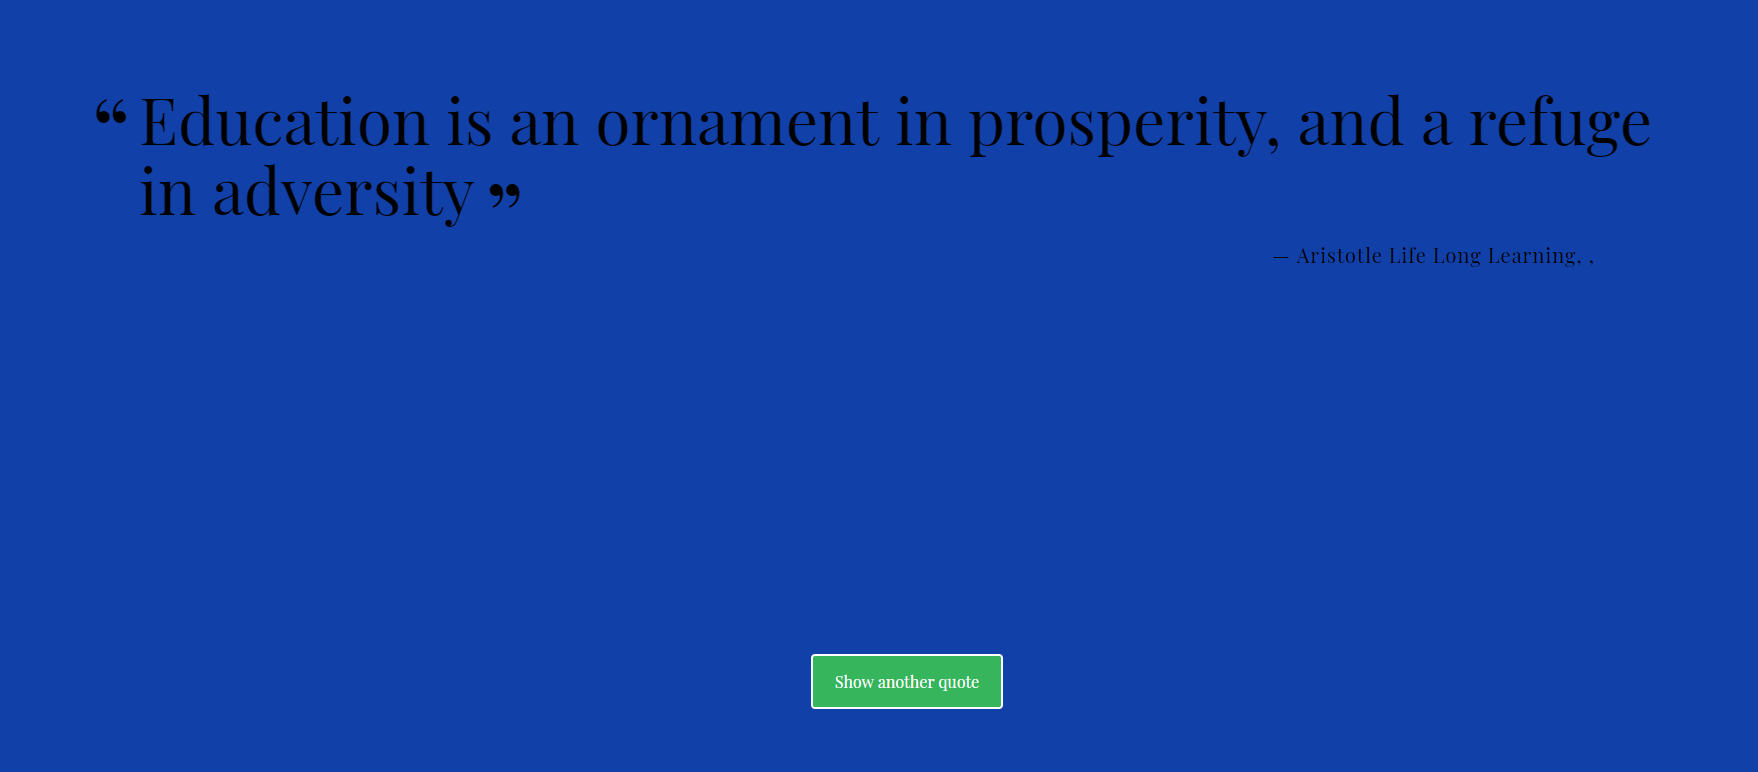 “ Education is an ornament in prosperity, and a refuge
in adversity ”
— Aristotle Life Long Learning, ,
Show another quote